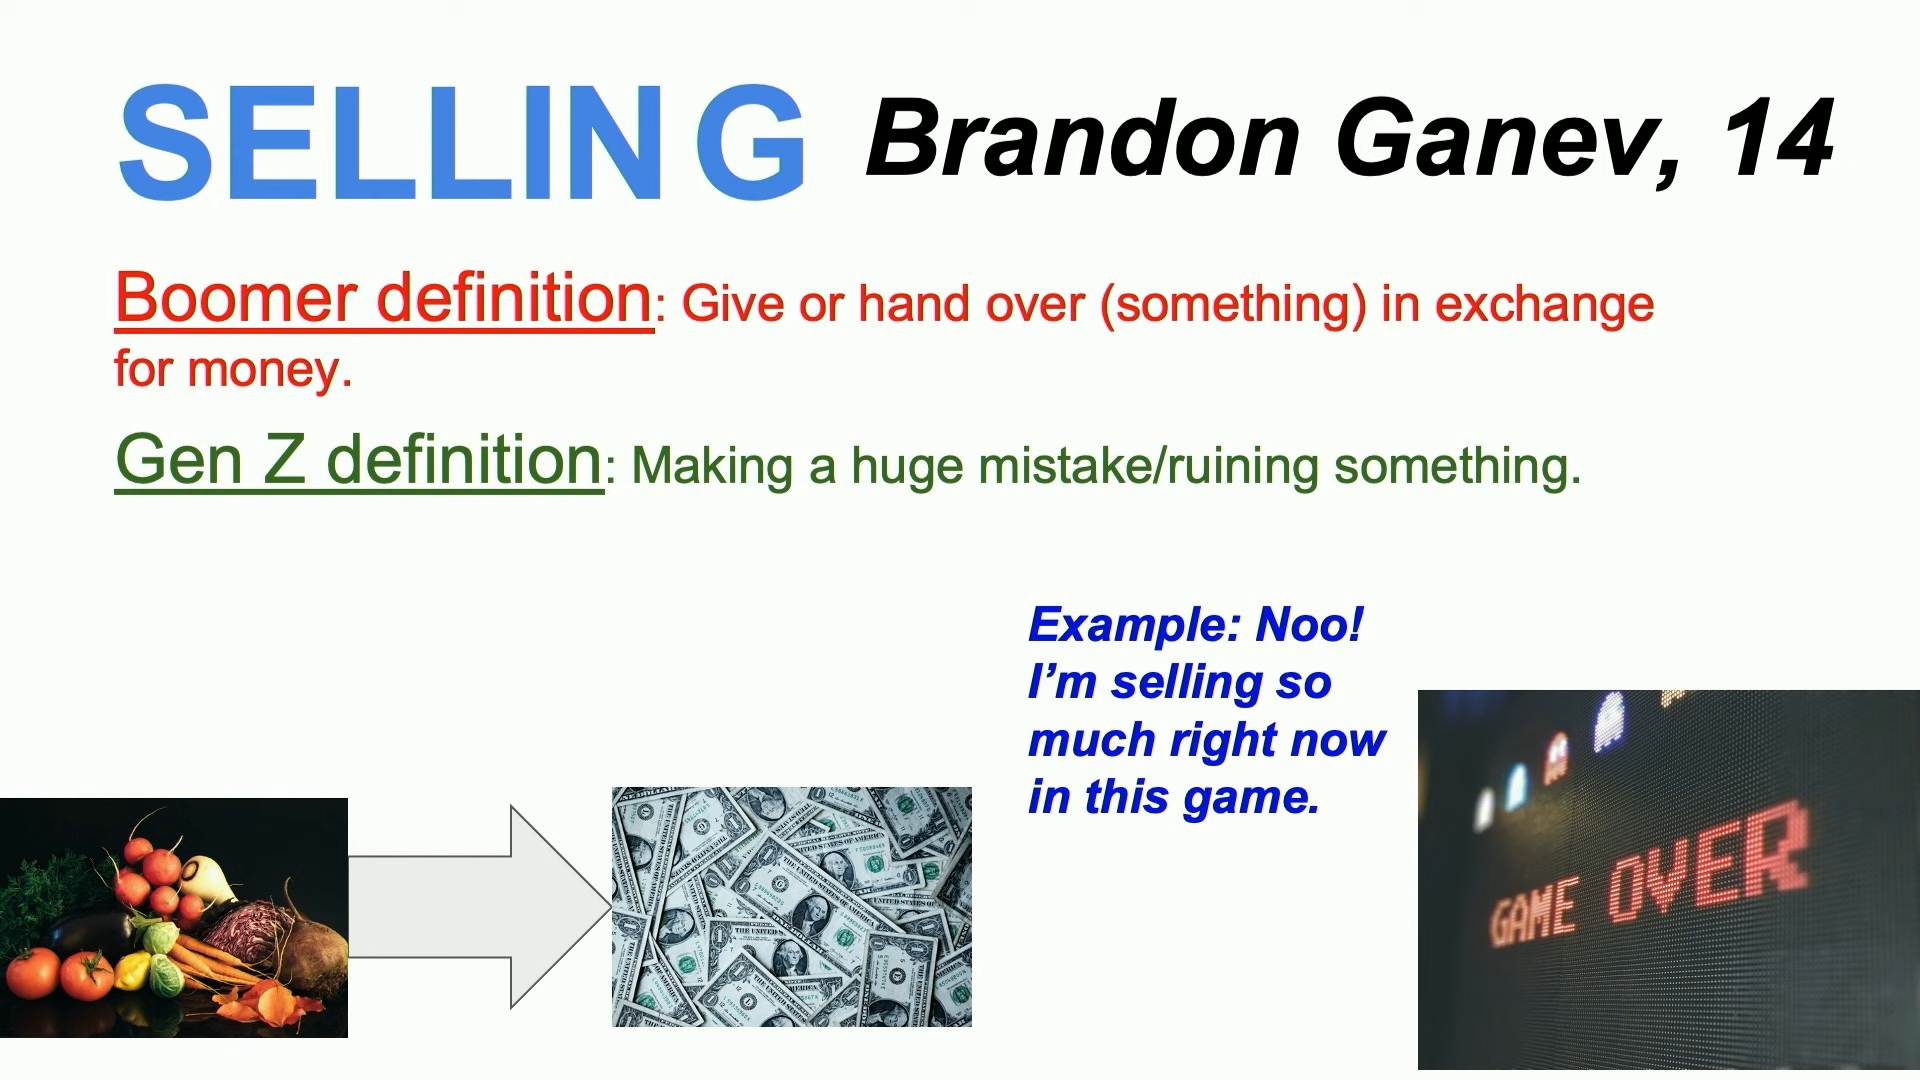 SELLING Brandon Ganev, 14
Boomer definition: Give or hand over (something) in exchange
for money.
Gen Z definition: Making a huge mistake/ruining something.
Example: Noo!
I’m selling so
much right now
in this game.
GAME OVER